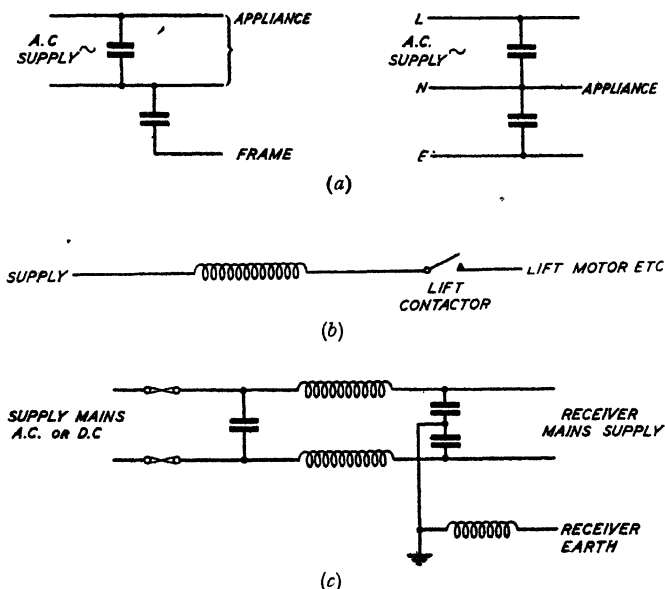 A.C
SUPPLY~
APPLIANCE
FRAME
L
A.C.
SUPPLY~
N
APPLIANCE
E
(a)
SUPPLY
LIFT
CONTACTOR
LIFT MOTOR ETC
(b)
SUPPLY MAINS
A.C. OR D.C
RECEIVER
MAINS SUPPLY
RECEIVER
EARTH
(c)